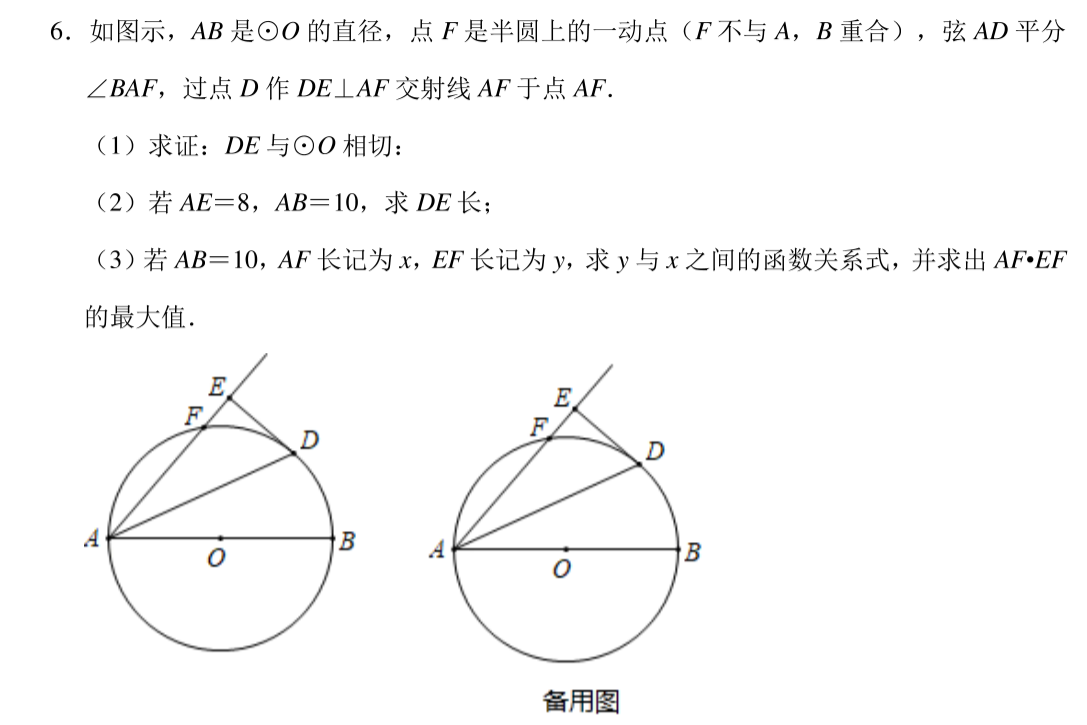 6．如图示，AB 是⊙O 的直径，点 F 是半圆上的一动点（F 不与 A，B 重合），弦 AD 平分
∠BAF，过点 D 作 DE⊥AF 交射线 AF 于点 AF．
（1）求证：DE 与⊙O 相切：
（2）若 AE＝8，AB＝10，求 DE 长；
（3）若 AB＝10，AF 长记为 x，EF 长记为 y，求 y 与 x 之间的函数关系式，并求出 AF•EF
的最大值．
E
F
D
A
O
B
E
F
D
A
O
B
备用图